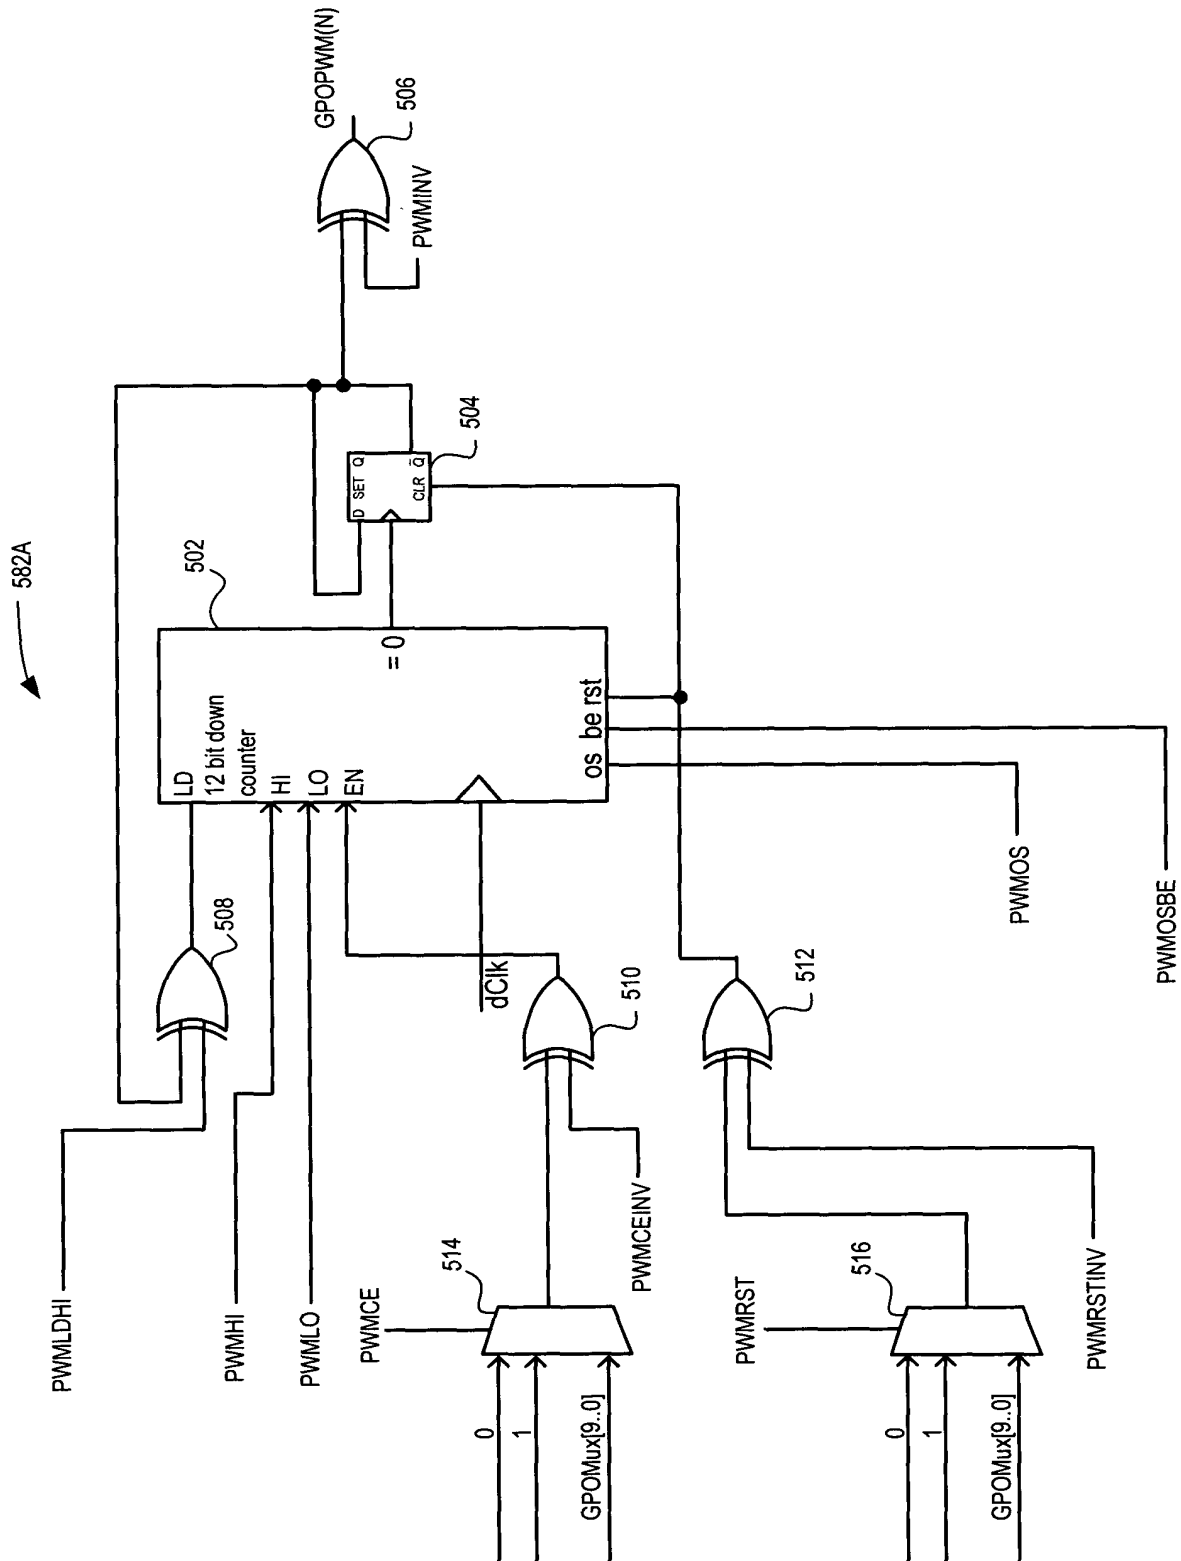 582A
GPOPWM(N)
506
PWMINV
502
D SET Q
CLR Q̄
504
LD
12 bit down
counter
HI
LO
EN
= 0
os be rst
508
dClk
510
512
PWMLDHI
PWMHI
PWMLO
PWMCE
514
PWMCEINV
PWMRST
516
PWMRSTINV
PWMOS
PWMOSBE
0
1
GPOMux[9..0]
0
1
GPOMux[9..0]